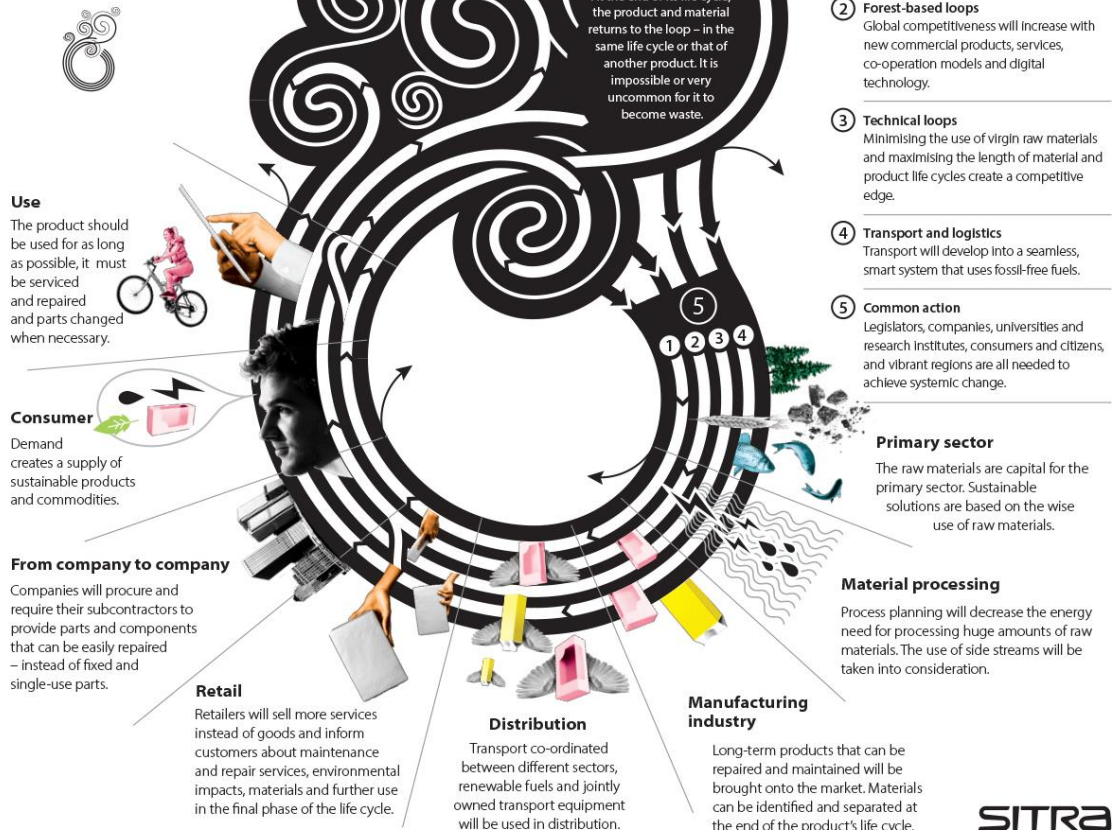 the product and material
returns to the loop – in the
same life cycle or that of
another product. It is
impossible or very
uncommon for it to
become waste.
2 Forest-based loops
Global competitiveness will increase with
new commercial products, services,
co-operation models and digital
technology.
3 Technical loops
Minimising the use of virgin raw materials
and maximising the length of material and
product life cycles create a competitive
edge.
4 Transport and logistics
Transport will develop into a seamless,
smart system that uses fossil-free fuels.
5 Common action
Legislators, companies, universities and
research institutes, consumers and citizens,
and vibrant regions are all needed to
achieve systemic change.
5
1 2 3 4
Use
The product should
be used for as long
as possible, it must
be serviced
and repaired
and parts changed
when necessary.
Consumer
Demand
creates a supply of
sustainable products
and commodities.
From company to company
Companies will procure and
require their subcontractors to
provide parts and components
that can be easily repaired
– instead of fixed and
single-use parts.
Retail
Retailers will sell more services
instead of goods and inform
customers about maintenance
and repair services, environmental
impacts, materials and further use
in the final phase of the life cycle.
Distribution
Transport co-ordinated
between different sectors,
renewable fuels and jointly
owned transport equipment
will be used in distribution.
Manufacturing
industry
Long-term products that can be
repaired and maintained will be
brought onto the market. Materials
can be identified and separated at
the end of the product's life cycle.
Material processing
Process planning will decrease the energy
need for processing huge amounts of raw
materials. The use of side streams will be
taken into consideration.
Primary sector
The raw materials are capital for the
primary sector. Sustainable
solutions are based on the wise
use of raw materials.
SITRA